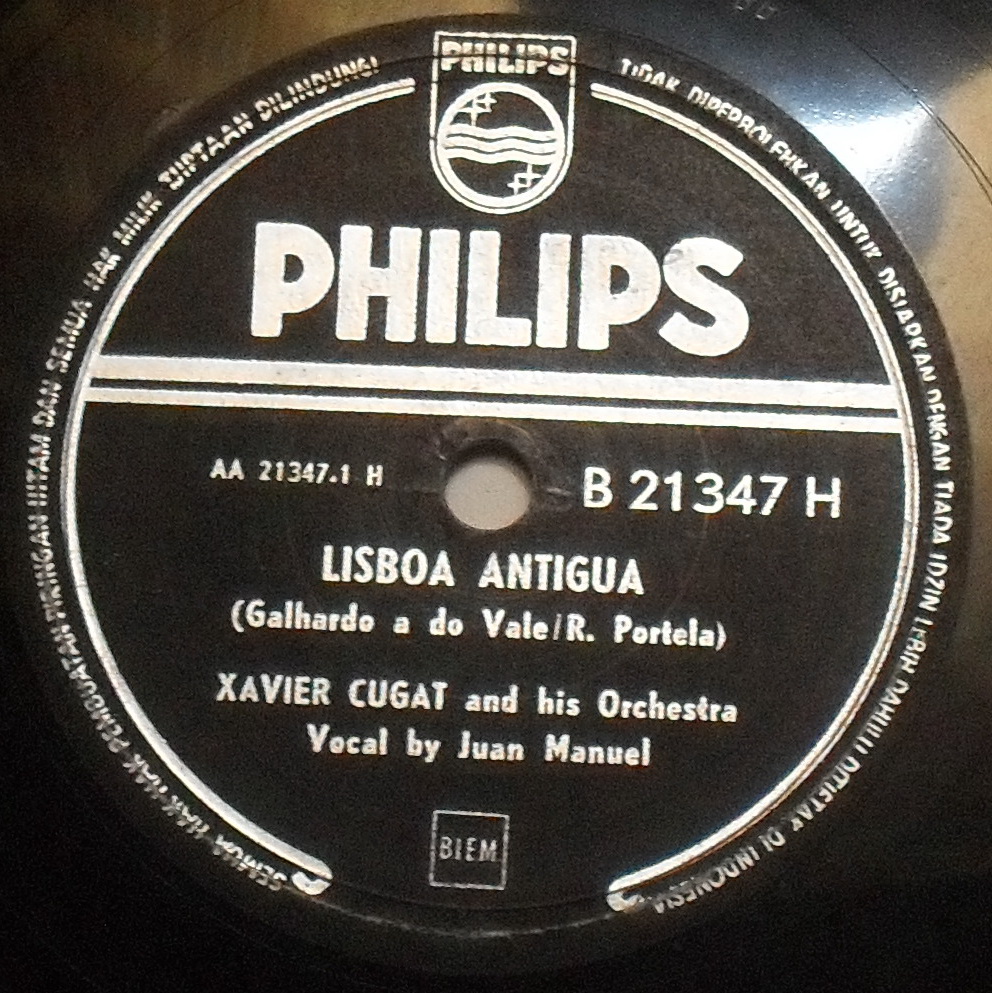 PHILIPS
PHILIPS
AA 21347.1 H
B 21347 H
LISBOA ANTIGUA
(Galhardo a do Vale/R. Portela)
XAVIER CUGAT and his Orchestra
Vocal by Juan Manuel
BIEM
SEMUA HAK HAK PEMBUATAN PIRINGAN HITAM DAN SEMUA HAK MILIK TJIPTAAN DILINDUNGI
TIDAK DIPERBOLEHKAN UNTUK DISIARKAN DENGAN TIADA IDZIN LEBIH DAHULU DITJETAK DI INDONESIA